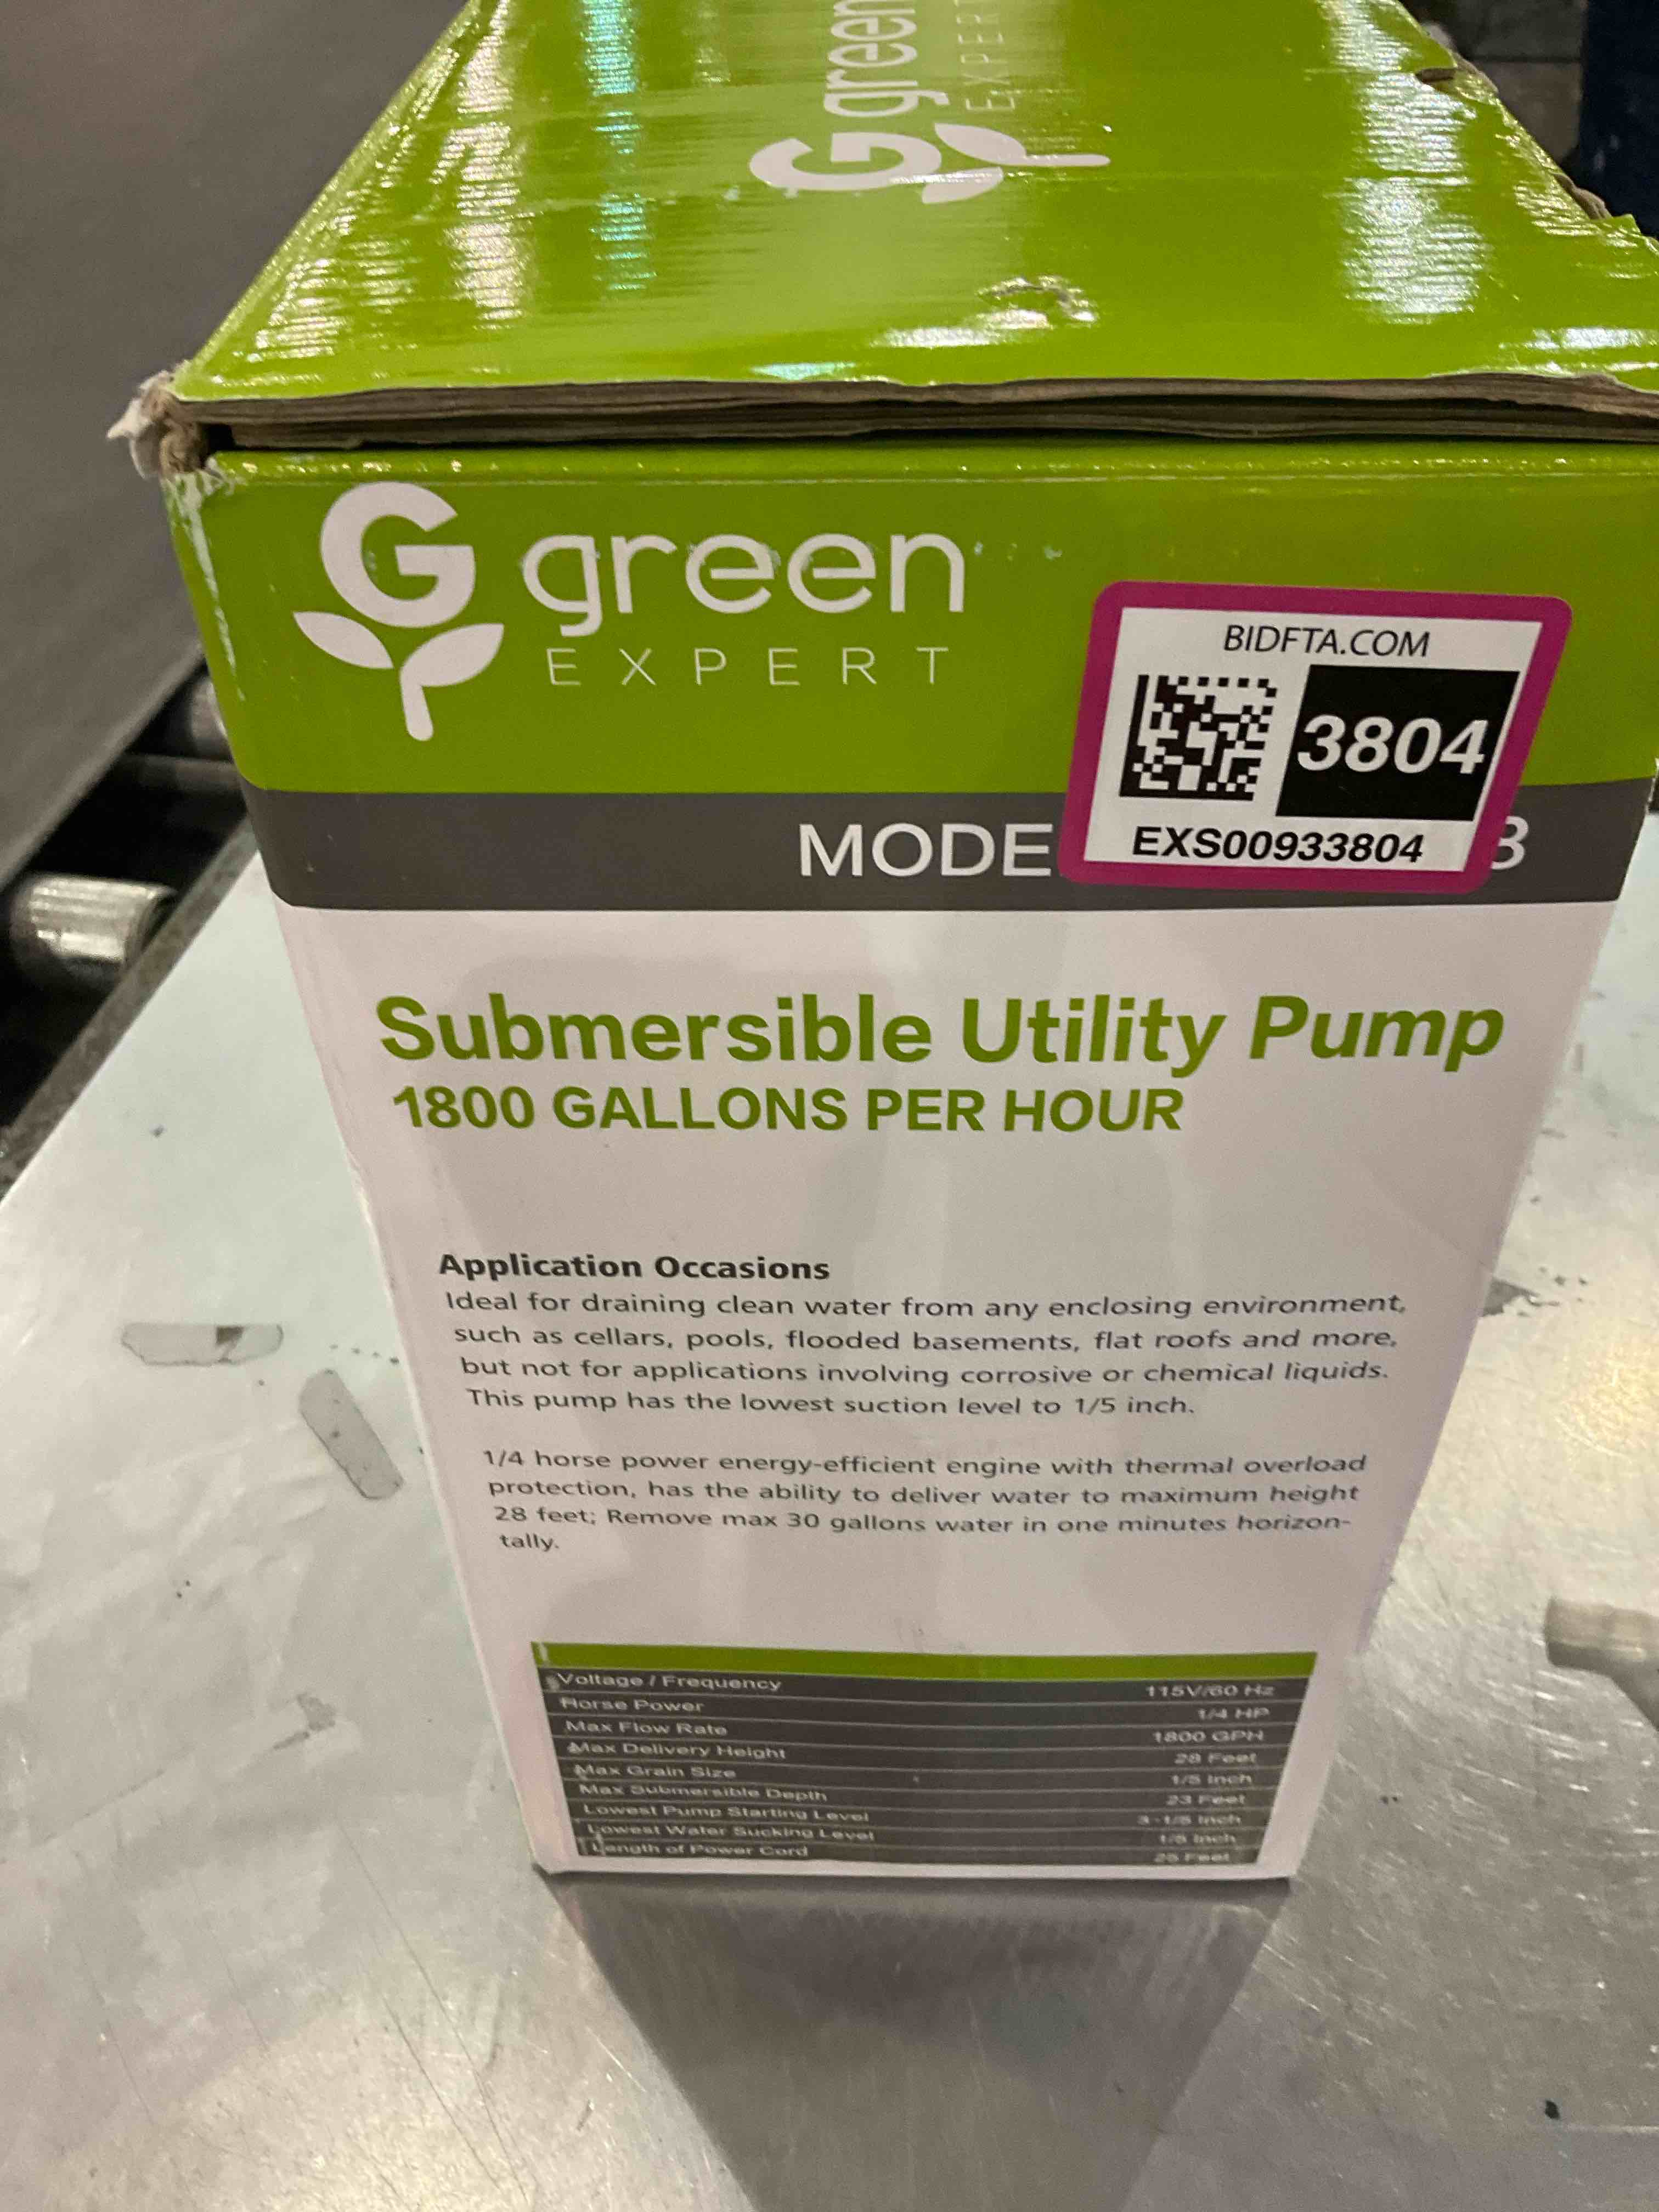 green
EXPERT
G
G
green
EXPERT
BIDFTA.COM
3804
EXS00933804
MODE
3
Submersible Utility Pump
1800 GALLONS PER HOUR
Application Occasions
Ideal for draining clean water from any enclosing environment,
such as cellars, pools, flooded basements, flat roofs and more,
but not for applications involving corrosive or chemical liquids.
This pump has the lowest suction level to 1/5 inch.
1/4 horse power energy-efficient engine with thermal overload
protection, has the ability to deliver water to maximum height
28 feet; Remove max 30 gallons water in one minutes horizon-
tally.
Voltage / Frequency 115V/60 Hz
Horse Power 1/4 HP
Max Flow Rate 1800 GPH
Max Delivery Height 28 Feet
Max Grain Size 1/5 Inch
Max Submersible Depth 23 Feet
Lowest Pump Starting Level 3-1/5 Inch
Lowest Water Sucking Level 1/5 Inch
Length of Power Cord 25 Feet